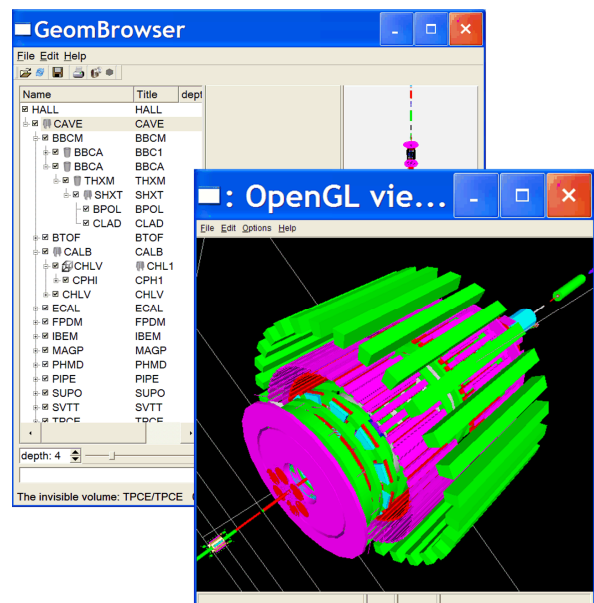 GeomBrowser
File Edit Help
Name Title dept
HALL HALL
CAVE CAVE
BBCM BBCM
BBCA BBC1
BBCA BBCA
THXM THXM
SHXT SHXT
BPOL BPOL
CLAD CLAD
BTOF BTOF
CALB CALB
CHLV CHL1
CPHI CPH1
CHLV CHLV
ECAL ECAL
FPDM FPDM
IBEM IBEM
MAGP MAGP
PHMD PHMD
PIPE PIPE
SUPO SUPO
SVTT SVTT
TPCE TPCE
depth: 4
The invisible volume: TPCE/TPCE
: OpenGL vie...
File Edit Options Help